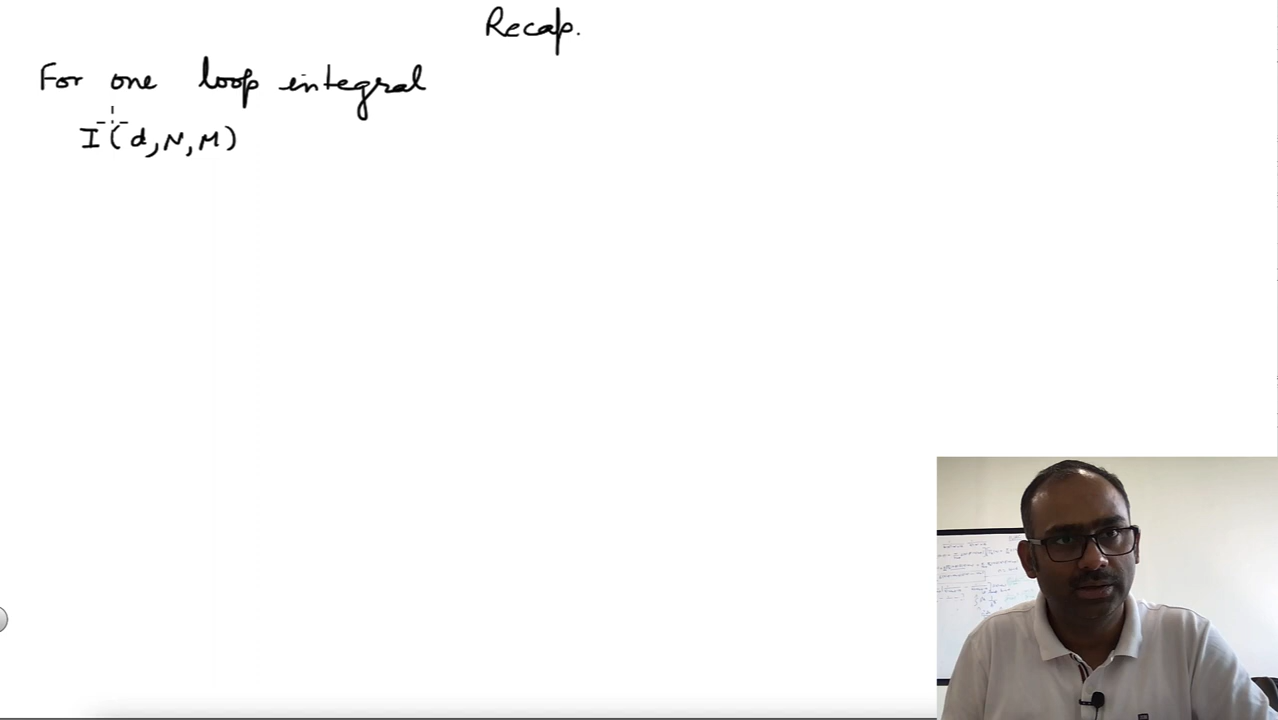 Recap.
For one loop integral
I(d,N,M)